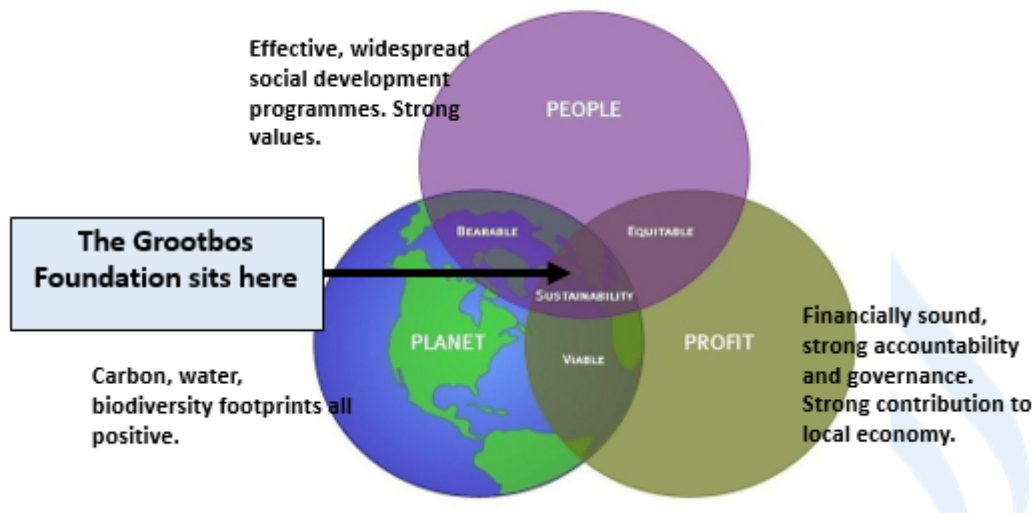 Effective, widespread
social development
programmes. Strong
values.
PEOPLE
The Grootbos
Foundation sits here
BEARABLE
EQUITABLE
SUSTAINABILITY
PLANET
PROFIT
VIABLE
Carbon, water,
biodiversity footprints all
positive.
Financially sound,
strong accountability
and governance.
Strong contribution to
local economy.